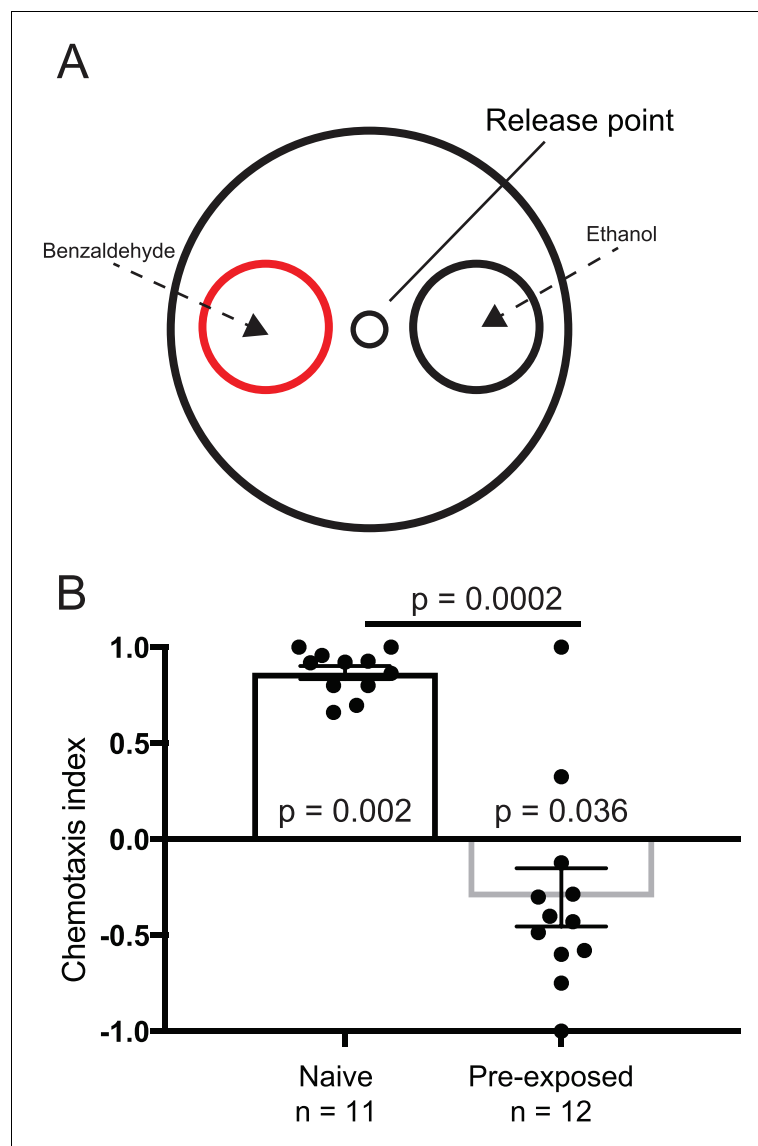 A
Release point
Benzaldehyde
Ethanol
B
p = 0.0002
1.0
0.5
0.0
-0.5
-1.0
Chemotaxis index
p = 0.002
p = 0.036
Naive
n = 11
Pre-exposed
n = 12